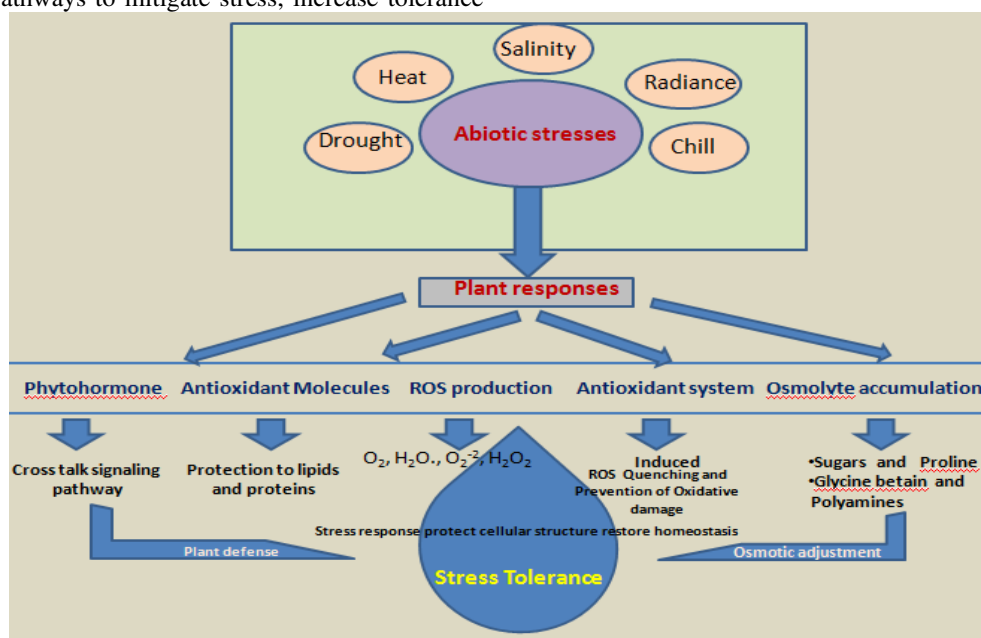 athways to mitigate stress, increase tolerance
Salinity
Heat
Radiance
Drought
Abiotic stresses
Chill
Plant responses
Phytohormone Antioxidant Molecules ROS production Antioxidant system Osmolyte accumulation
Cross talk signaling
pathway
Protection to lipids
and proteins
O₂, H₂O., O₂⁻², H₂O₂
Induced
ROS Quenching and
Prevention of Oxidative
damage
•Sugars and Proline
•Glycine betain and
Polyamines
Stress response protect cellular structure restore homeostasis
Plant defense
Osmotic adjustment
Stress Tolerance